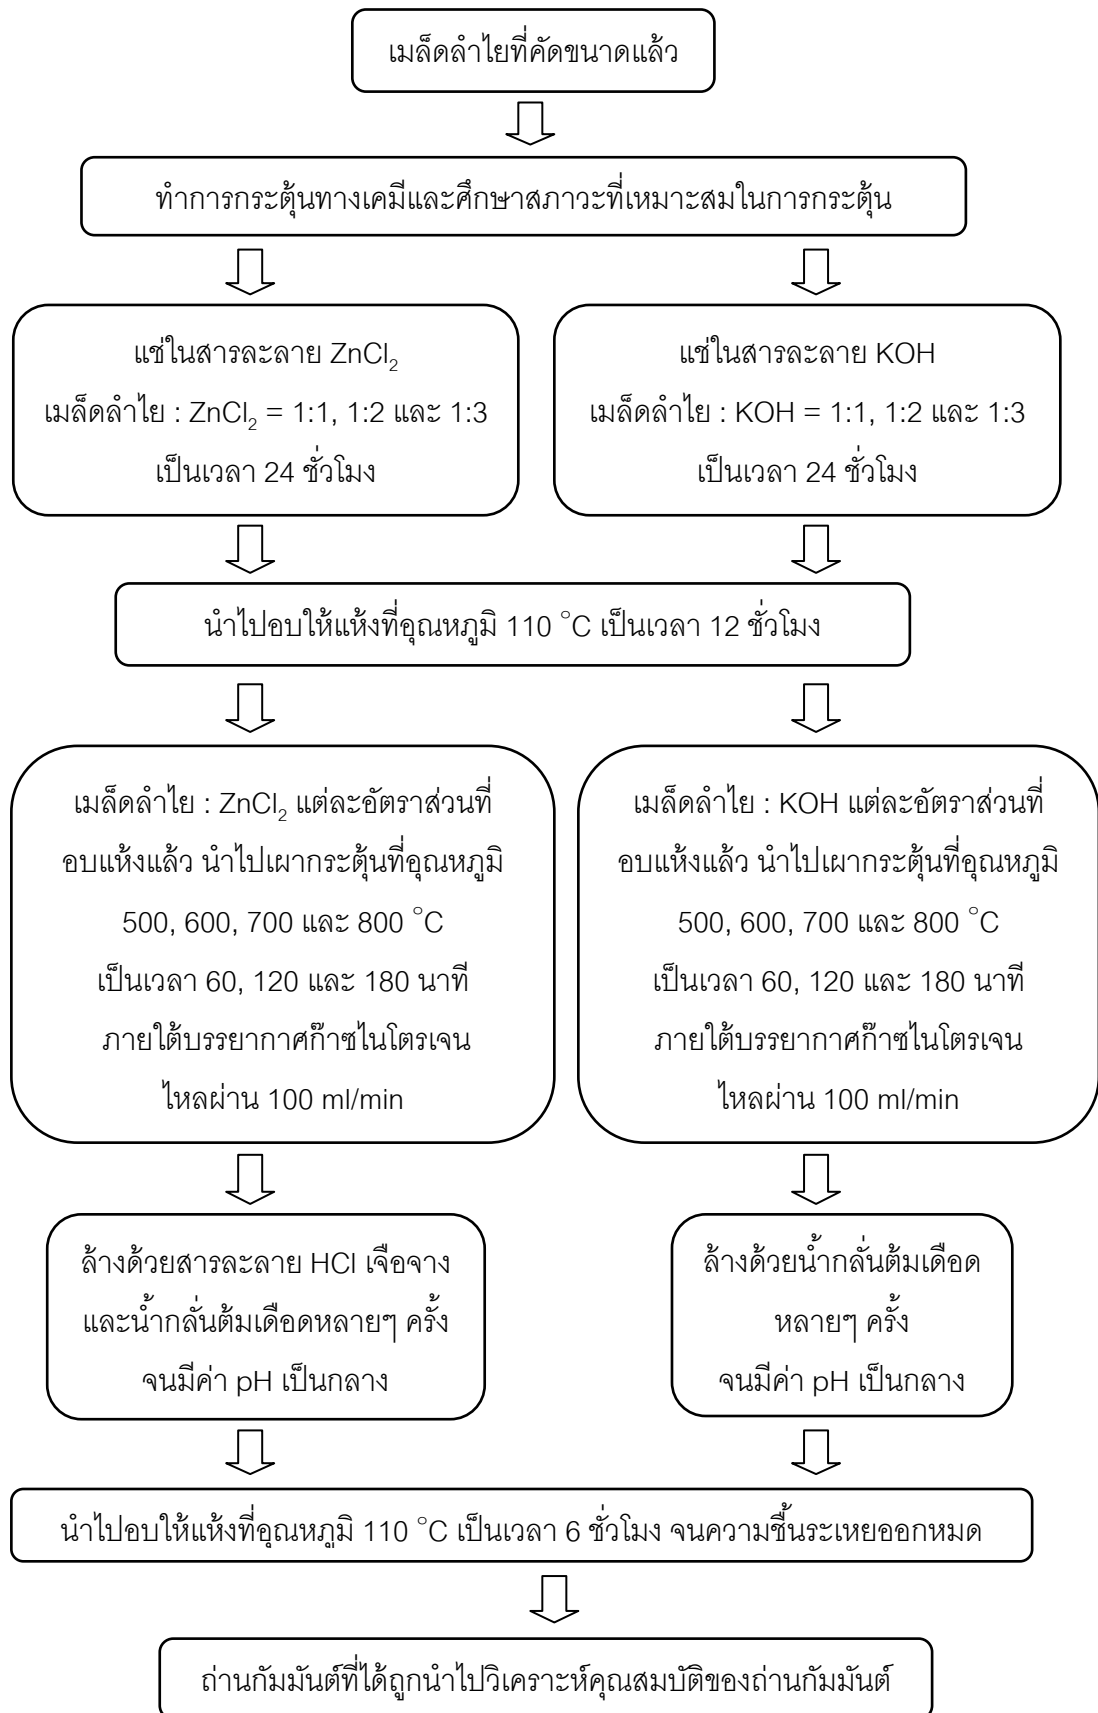 เมล็ดลำไยที่คัดขนาดแล้ว
ทำการกระตุ้นทางเคมีและศึกษาสภาวะที่เหมาะสมในการกระตุ้น
แช่ในสารละลาย ZnCl₂
เมล็ดลำไย : ZnCl₂ = 1:1, 1:2 และ 1:3
เป็นเวลา 24 ชั่วโมง
แช่ในสารละลาย KOH
เมล็ดลำไย : KOH = 1:1, 1:2 และ 1:3
เป็นเวลา 24 ชั่วโมง
นำไปอบให้แห้งที่อุณหภูมิ 110 °C เป็นเวลา 12 ชั่วโมง
เมล็ดลำไย : ZnCl₂ แต่ละอัตราส่วนที่
อบแห้งแล้ว นำไปเผากระตุ้นที่อุณหภูมิ
500, 600, 700 และ 800 °C
เป็นเวลา 60, 120 และ 180 นาที
ภายใต้บรรยากาศก๊าซไนโตรเจน
ไหลผ่าน 100 ml/min
เมล็ดลำไย : KOH แต่ละอัตราส่วนที่
อบแห้งแล้ว นำไปเผากระตุ้นที่อุณหภูมิ
500, 600, 700 และ 800 °C
เป็นเวลา 60, 120 และ 180 นาที
ภายใต้บรรยากาศก๊าซไนโตรเจน
ไหลผ่าน 100 ml/min
ล้างด้วยสารละลาย HCl เจือจาง
และน้ำกลั่นต้มเดือดหลายๆ ครั้ง
จนมีค่า pH เป็นกลาง
ล้างด้วยน้ำกลั่นต้มเดือด
หลายๆ ครั้ง
จนมีค่า pH เป็นกลาง
นำไปอบให้แห้งที่อุณหภูมิ 110 °C เป็นเวลา 6 ชั่วโมง จนความชื้นระเหยออกหมด
ถ่านกัมมันต์ที่ได้ถูกนำไปวิเคราะห์คุณสมบัติของถ่านกัมมันต์